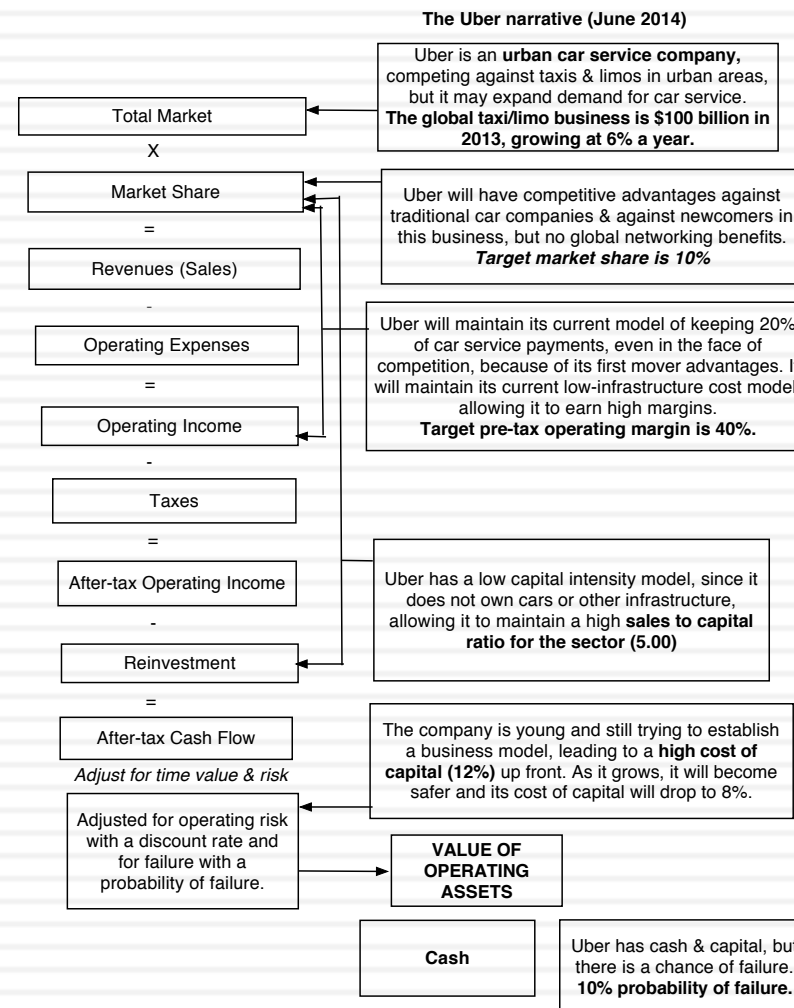 The Uber narrative (June 2014)
Uber is an urban car service company,
competing against taxis & limos in urban areas,
but it may expand demand for car service.
The global taxi/limo business is $100 billion in
2013, growing at 6% a year.
Total Market
X
Market Share
Uber will have competitive advantages against
traditional car companies & against newcomers in
this business, but no global networking benefits.
Target market share is 10%
=
Revenues (Sales)
-
Operating Expenses
Uber will maintain its current model of keeping 20%
of car service payments, even in the face of
competition, because of its first mover advantages.
will maintain its current low-infrastructure cost model
allowing it to earn high margins.
Target pre-tax operating margin is 40%.
=
Operating Income
-
Taxes
=
After-tax Operating Income
Uber has a low capital intensity model, since it
does not own cars or other infrastructure,
allowing it to maintain a high sales to capital
ratio for the sector (5.00)
-
Reinvestment
=
After-tax Cash Flow
The company is young and still trying to establish
a business model, leading to a high cost of
capital (12%) up front. As it grows, it will become
safer and its cost of capital will drop to 8%.
Adjust for time value & risk
Adjusted for operating risk
with a discount rate and
for failure with a
probability of failure.
VALUE OF
OPERATING
ASSETS
Cash
Uber has cash & capital, but
there is a chance of failure.
10% probability of failure.